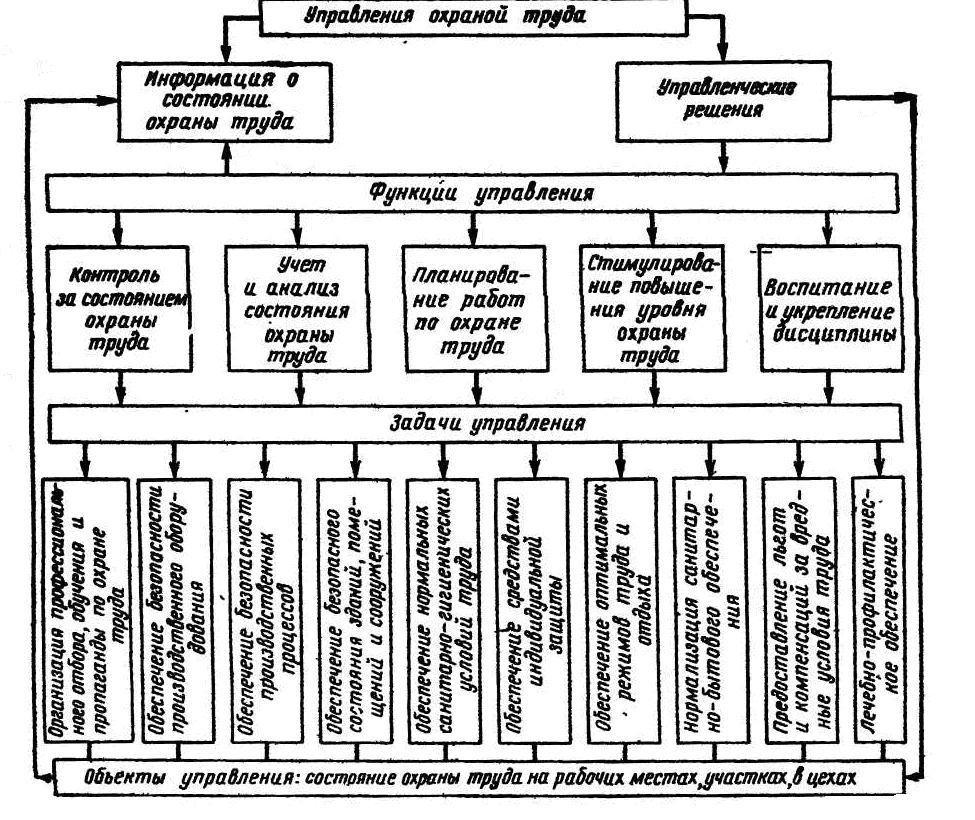 Управления охраной труда
Информация о
состоянии.
охраны труда
Управленческие
решения
Функции управления
Контроль
за состоянием
охраны
труда
Учет
и анализ
состояния
охраны
труда
Планирова-
ние работ
по охране
труда
Стимулирова-
ние повыше-
ния уровня
охраны
труда
Воспитание
и укрепление
дисциплины
Задачи управления
Организация профессиональ-
ного отбора, обучения и
пропаганды по охране
труда
Обеспечение безопасности
производственного обору-
дования
Обеспечение безопасности
производственных
процессов
Обеспечение безопасного
состояния зданий, поме-
щений и сооружений
Обеспечение нормальных
санитарно-гигиенических
условий труда
Обеспечение средствами
индивидуальной
защиты
Обеспечение оптимальных
режимов труда и
отдыха
Нормализация санитар-
но-бытового обеспече-
ния
Предоставление льгот
и компенсаций за вред-
ные условия труда
Лечебно-профилактичес-
кое обеспечение
Объекты управления: состояние охраны труда на рабочих местах, участках, в цехах